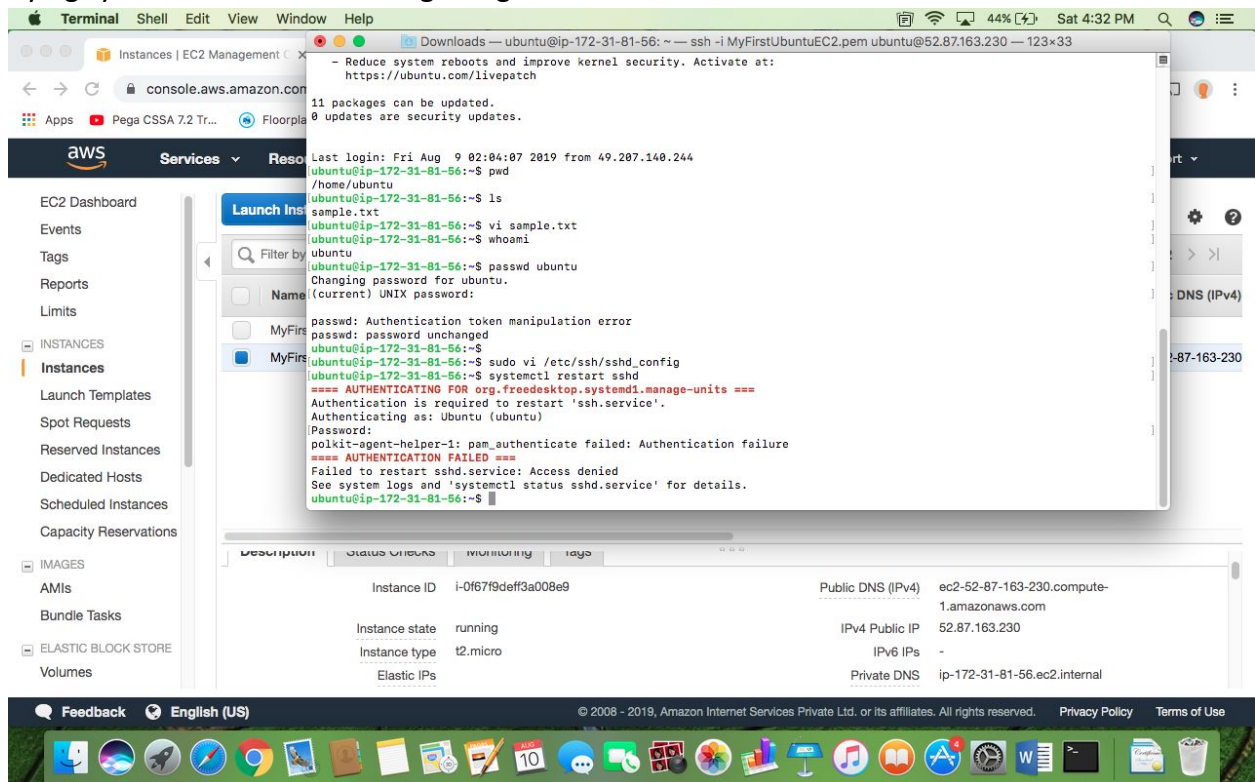 Terminal Shell Edit View Window Help 44% Sat 4:32 PM
Instances | EC2 Management C
Downloads — ubuntu@ip-172-31-81-56: ~ — ssh -i MyFirstUbuntuEC2.pem ubuntu@52.87.163.230 — 123×33
console.aws.amazon.com
Apps Pega CSSA 7.2 Tr... Floorpla
aws Services Reso rt
- Reduce system reboots and improve kernel security. Activate at:
https://ubuntu.com/livepatch
11 packages can be updated.
0 updates are security updates.
Last login: Fri Aug 9 02:04:07 2019 from 49.207.140.244
ubuntu@ip-172-31-81-56:~$ pwd
/home/ubuntu
ubuntu@ip-172-31-81-56:~$ ls
sample.txt
ubuntu@ip-172-31-81-56:~$ vi sample.txt
ubuntu@ip-172-31-81-56:~$ whoami
ubuntu
ubuntu@ip-172-31-81-56:~$ passwd ubuntu
Changing password for ubuntu.
(current) UNIX password:
passwd: Authentication token manipulation error
passwd: password unchanged
ubuntu@ip-172-31-81-56:~$
ubuntu@ip-172-31-81-56:~$ sudo vi /etc/ssh/sshd_config
ubuntu@ip-172-31-81-56:~$ systemctl restart sshd
==== AUTHENTICATING FOR org.freedesktop.systemd1.manage-units ===
Authentication is required to restart 'ssh.service'.
Authenticating as: Ubuntu (ubuntu)
Password:
polkit-agent-helper-1: pam_authenticate failed: Authentication failure
==== AUTHENTICATION FAILED ===
Failed to restart sshd.service: Access denied
See system logs and 'systemctl status sshd.service' for details.
ubuntu@ip-172-31-81-56:~$
EC2 Dashboard
Events
Tags
Reports
Limits
INSTANCES
Instances
Launch Templates
Spot Requests
Reserved Instances
Dedicated Hosts
Scheduled Instances
Capacity Reservations
IMAGES
AMIs
Bundle Tasks
ELASTIC BLOCK STORE
Volumes
Launch Inst
Filter by
Name DNS (IPv4)
MyFirs
MyFirs 2-87-163-230
Description Status Checks Monitoring Tags
Instance ID i-0f67f9deff3a008e9 Public DNS (IPv4) ec2-52-87-163-230.compute-
1.amazonaws.com
Instance state running IPv4 Public IP 52.87.163.230
Instance type t2.micro IPv6 IPs -
Elastic IPs Private DNS ip-172-31-81-56.ec2.internal
Feedback English (US) © 2008 - 2019, Amazon Internet Services Private Ltd. or its affiliates. All rights reserved. Privacy Policy Terms of Use
AUG
10